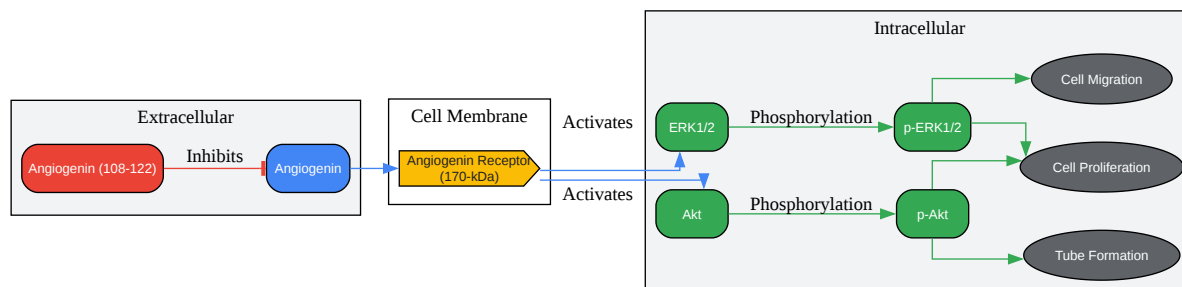 Intracellular
Cell Migration
Extracellular
Cell Membrane
Activates
ERK1/2
Phosphorylation
p-ERK1/2
Angiogenin (108-122)
Inhibits
Angiogenin
Angiogenin Receptor
(170-kDa)
Cell Proliferation
Activates
Akt
Phosphorylation
p-Akt
Tube Formation